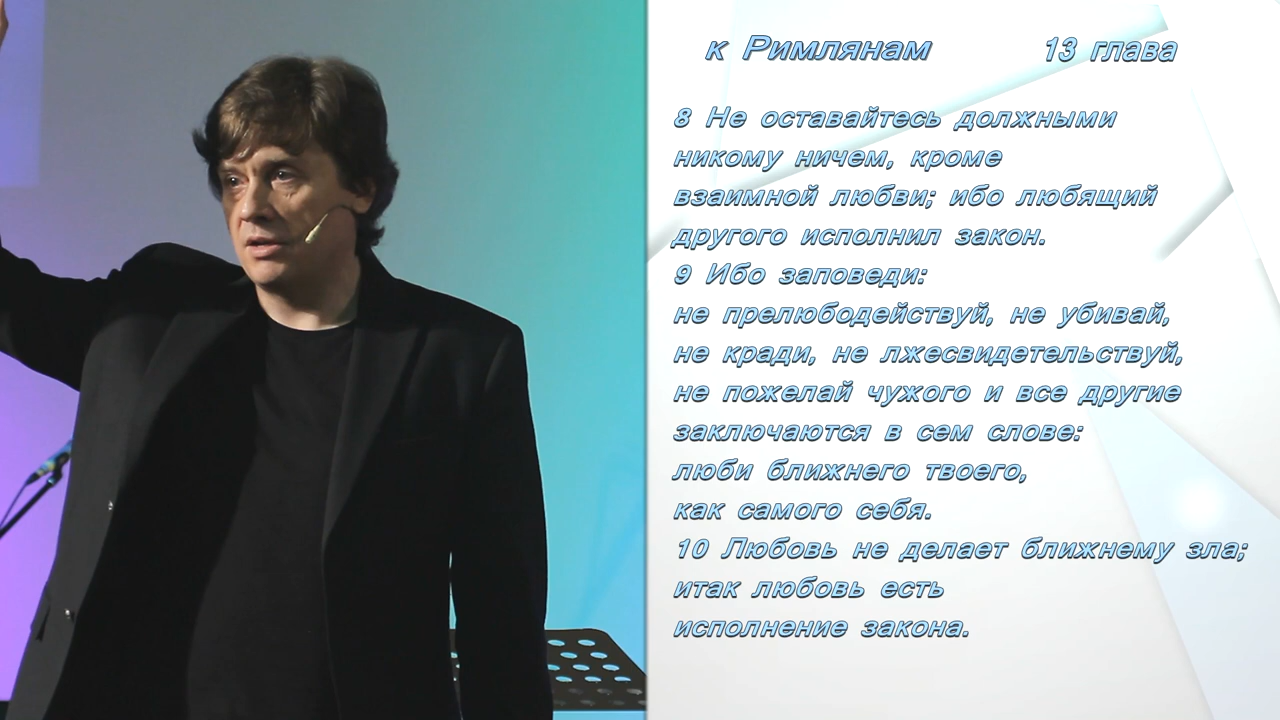 к Римлянам 13 глава
8 Не оставайтесь должными
никому ничем, кроме
взаимной любви; ибо любящий
другого исполнил закон.
9 Ибо заповеди:
не прелюбодействуй, не убивай,
не кради, не лжесвидетельствуй,
не пожелай чужого и все другие
заключаются в сем слове:
люби ближнего твоего,
как самого себя.
10 Любовь не делает ближнему зла;
итак любовь есть
исполнение закона.